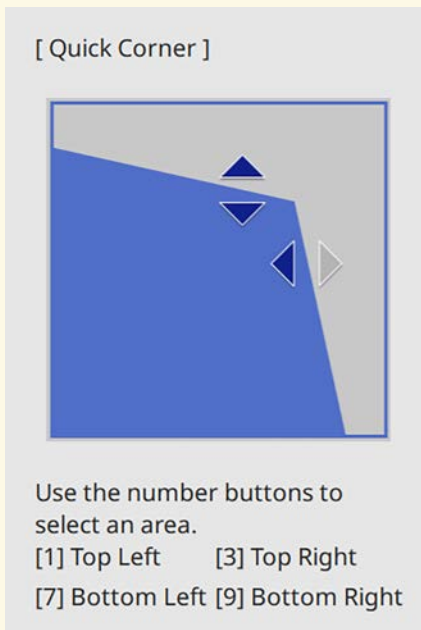 [ Quick Corner ]
Use the number buttons to
select an area.
[1] Top Left [3] Top Right
[7] Bottom Left [9] Bottom Right